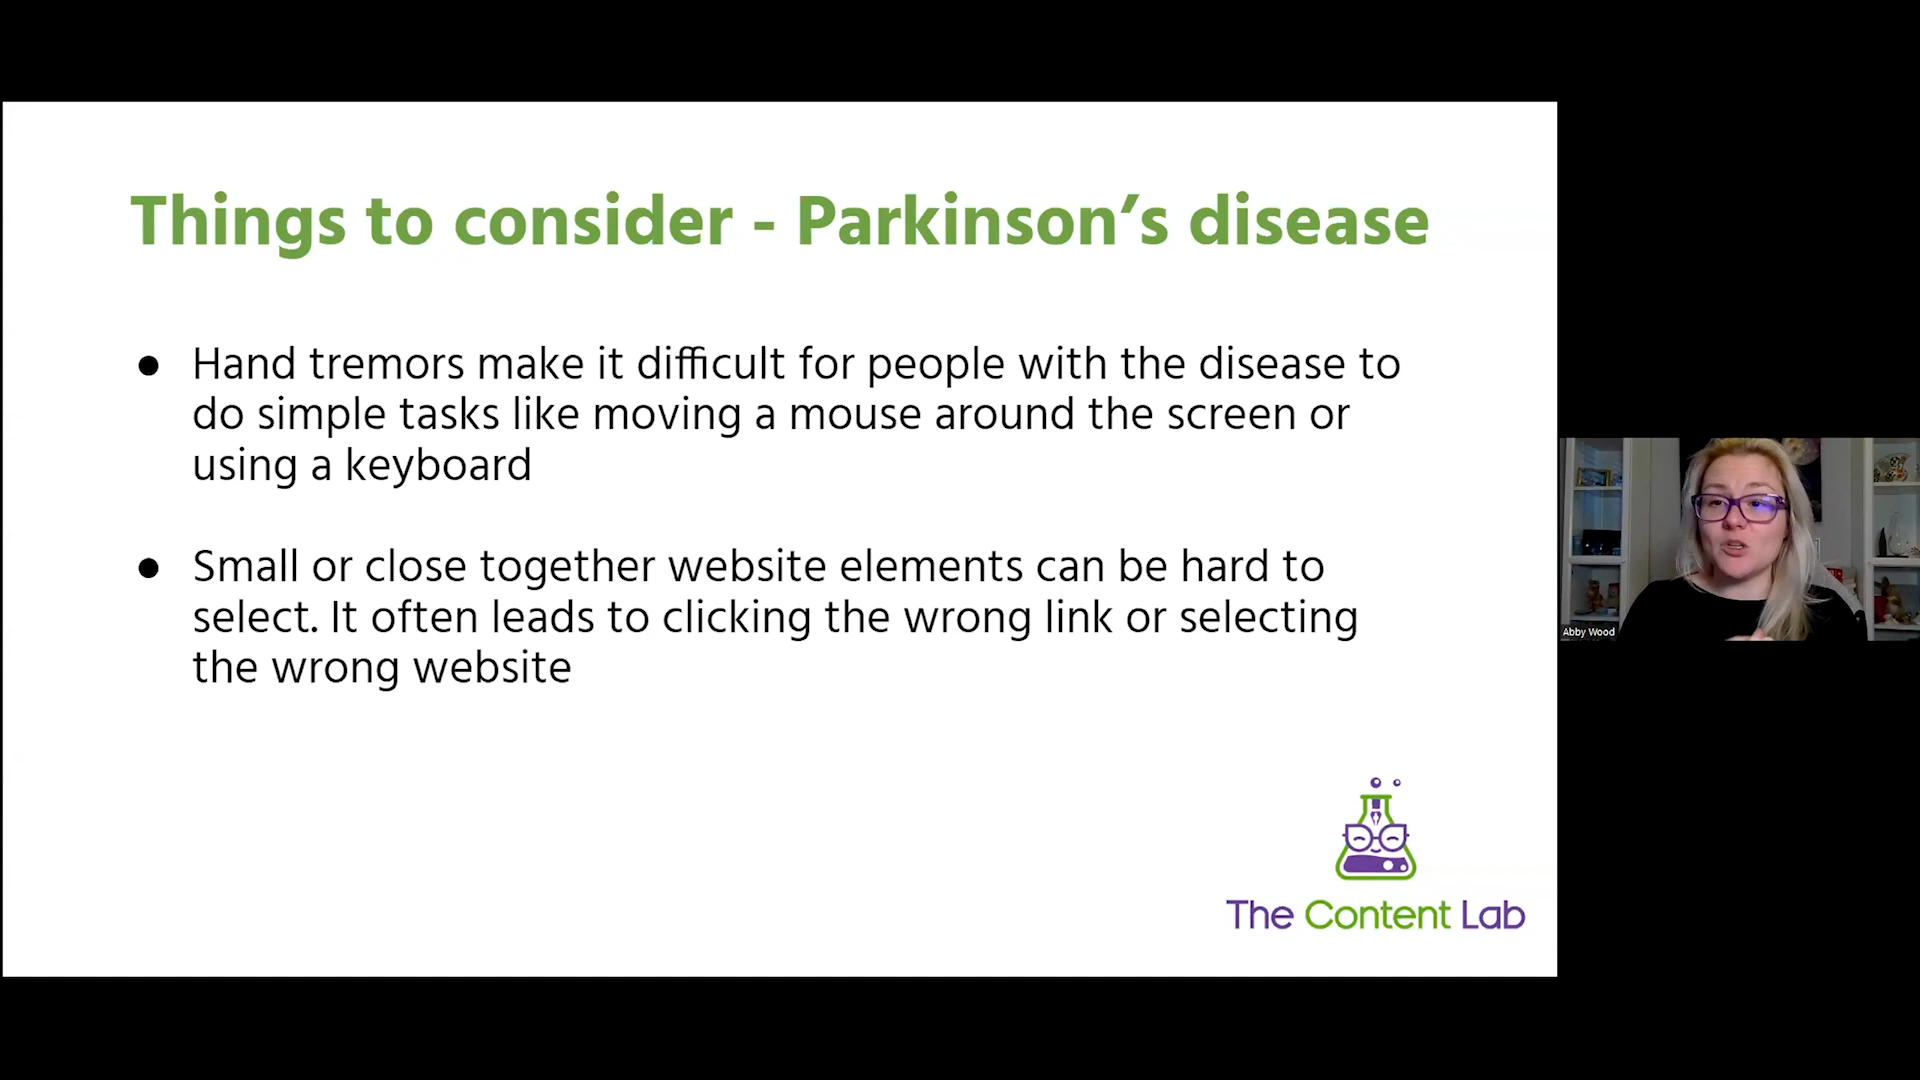 Things to consider - Parkinson’s disease
● Hand tremors make it difficult for people with the disease to
do simple tasks like moving a mouse around the screen or
using a keyboard
● Small or close together website elements can be hard to
select. It often leads to clicking the wrong link or selecting
the wrong website
The Content Lab
Abby Wood